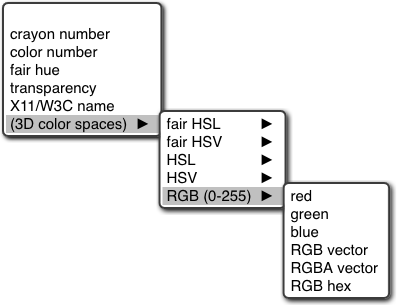 crayon number
color number
fair hue
transparency
X11/W3C name
(3D color spaces) ▶
fair HSL ▶
fair HSV ▶
HSL ▶
HSV ▶
RGB (0-255) ▶
red
green
blue
RGB vector
RGBA vector
RGB hex